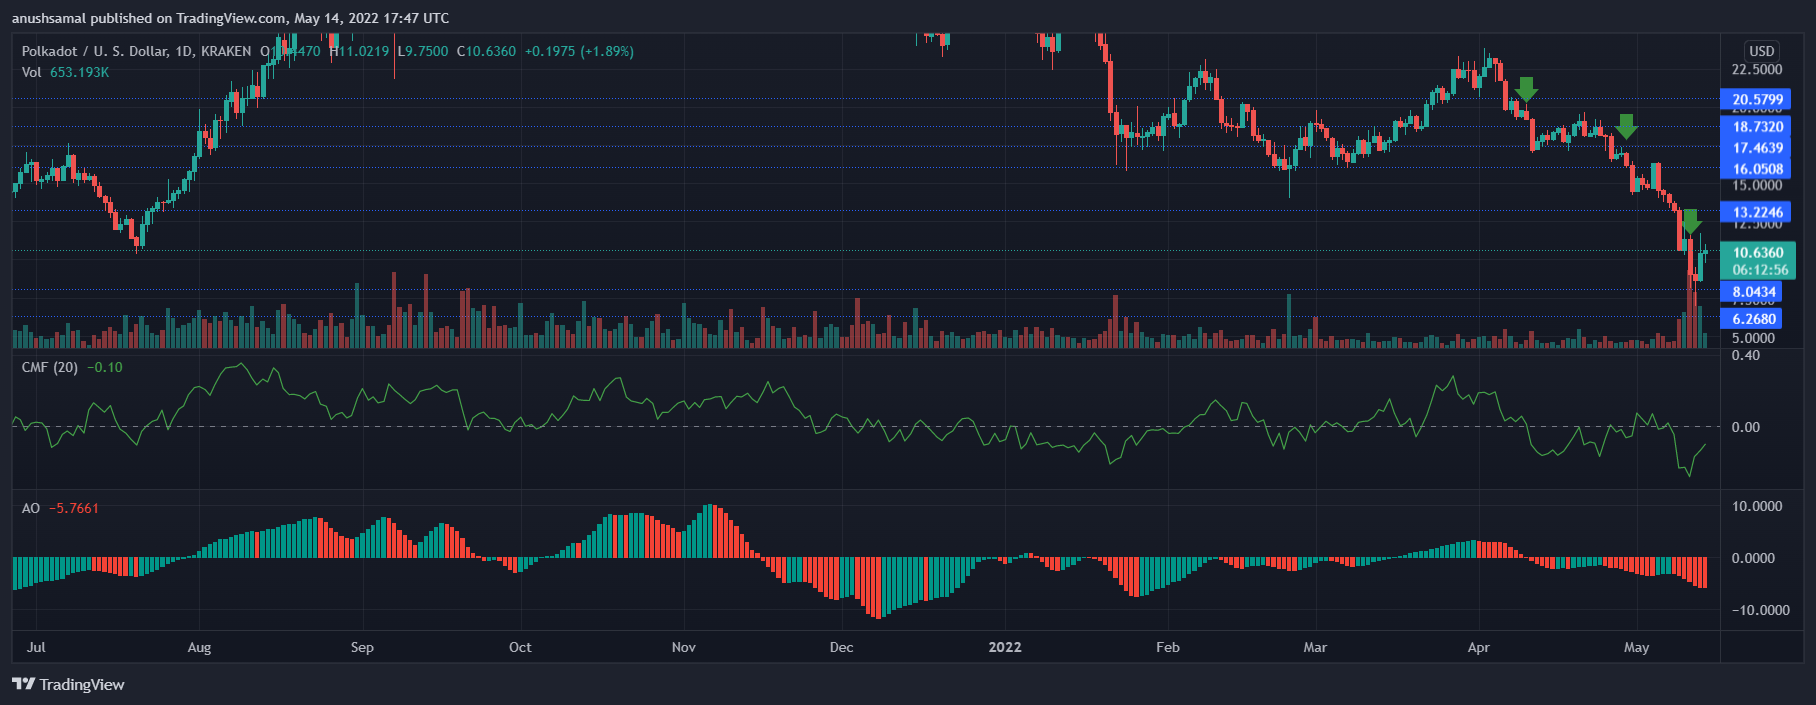 anushsamal published on TradingView.com, May 14, 2022 17:47 UTC
Polkadot / U. S. Dollar, 1D, KRAKEN H11.0219 L9.7500 C10.6360 +0.1975 (+1.89%)
Vol 653.193K
USD
22.5000
20.5799
18.7320
17.4639
16.0508
15.0000
13.2246
12.5000
10.6360
06:12:56
8.0434
6.2680
5.0000
CMF (20) −0.10
0.40
0.00
AO −5.7661
10.0000
0.0000
−10.0000
Jul Aug Sep Oct Nov Dec 2022 Feb Mar Apr May
TradingView